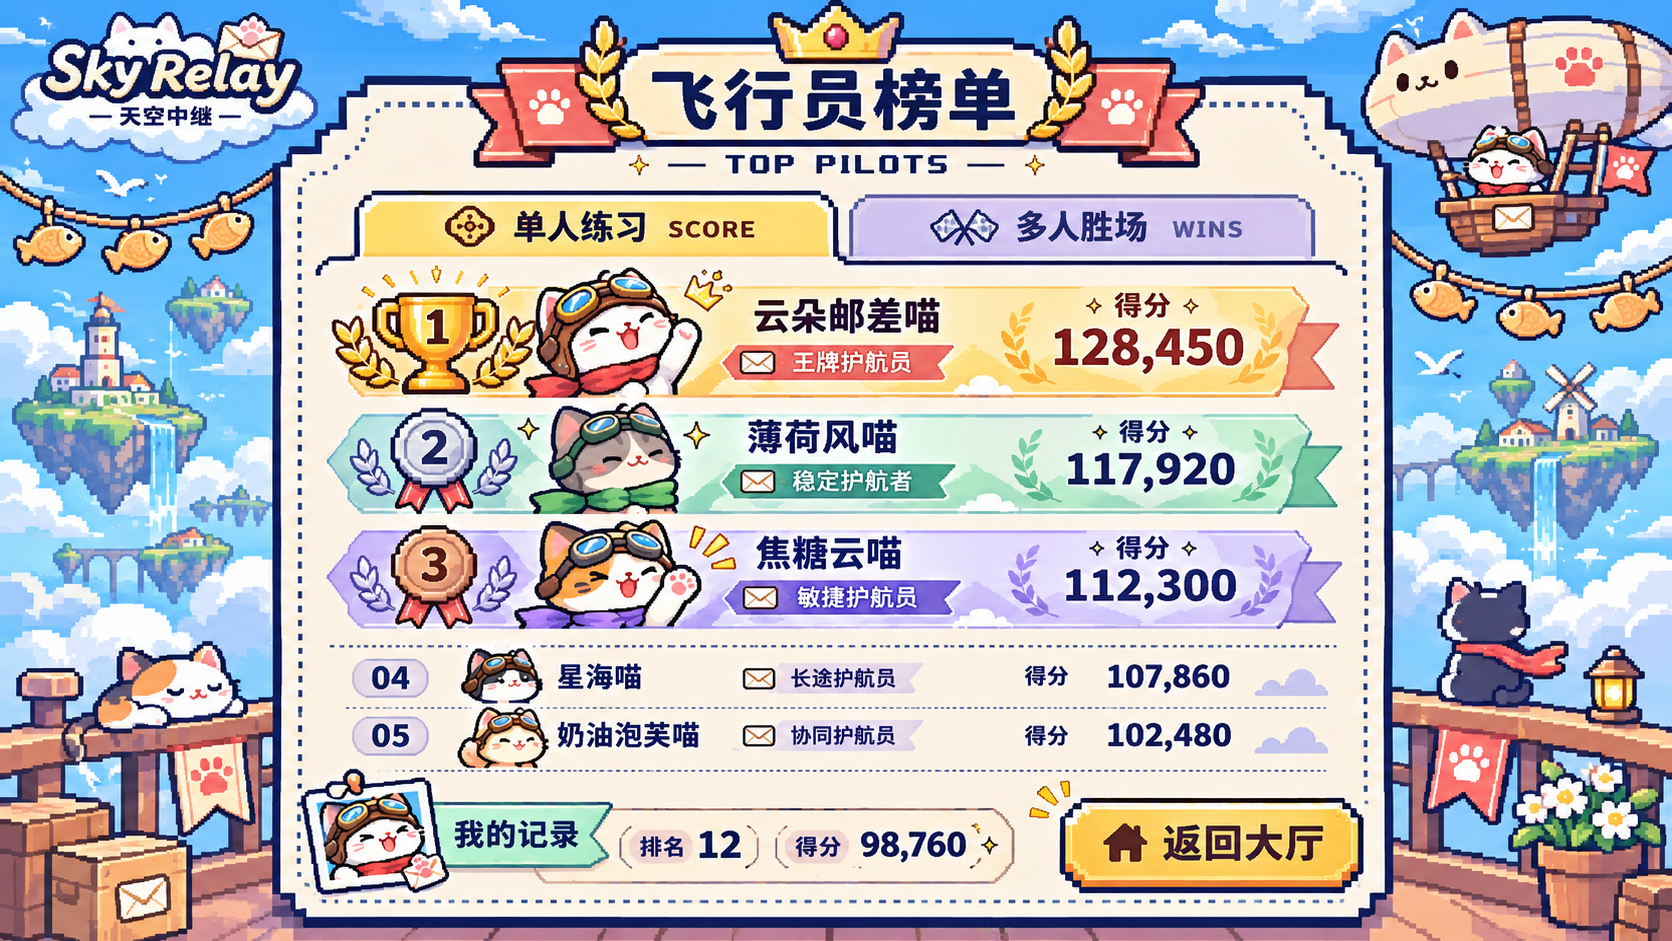 Sky Relay
天空中继
飞行员榜单
TOP PILOTS
单人练习 SCORE
多人胜场 WINS
1
云朵邮差喵
王牌护航员
得分
128,450
2
薄荷风喵
稳定护航者
得分
117,920
3
焦糖云喵
敏捷护航员
得分
112,300
04 星海喵 长途护航员 得分 107,860
05 奶油泡芙喵 协同护航员 得分 102,480
我的记录 排名 12 得分 98,760
返回大厅